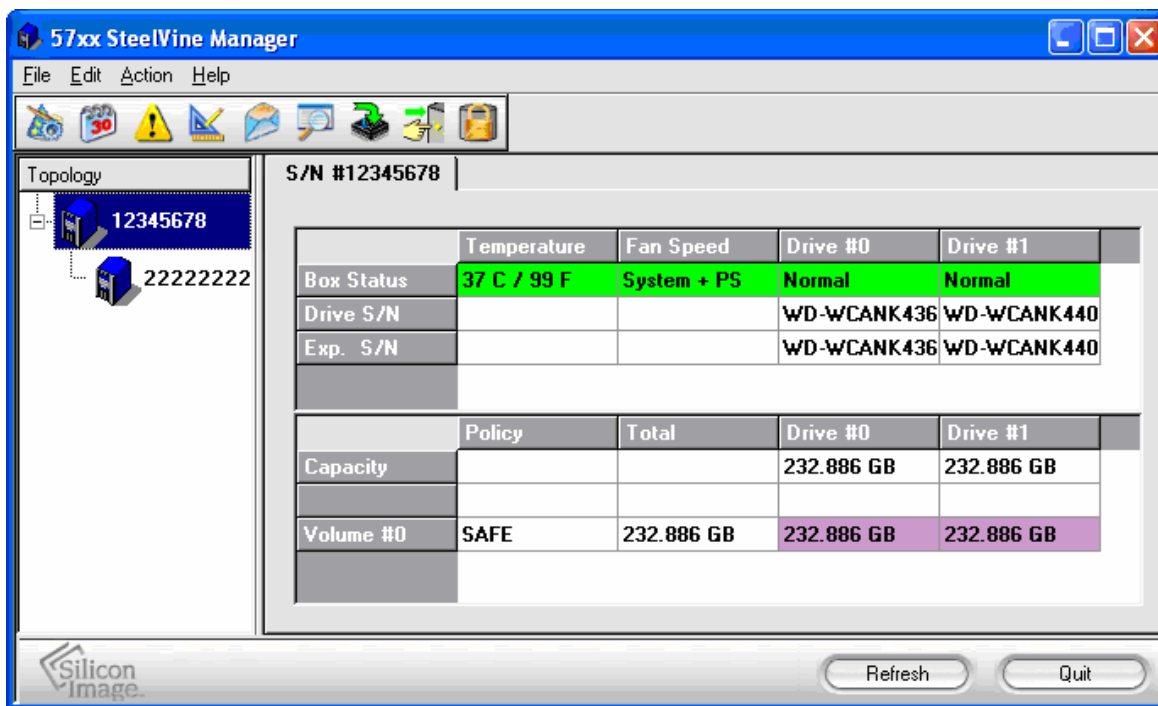 57xx SteelVine Manager
File Edit Action Help
30
Topology
12345678
22222222
S/N #12345678
Temperature Fan Speed Drive #0 Drive #1
Box Status 37 C / 99 F System + PS Normal Normal
Drive S/N WD-WCANK436 WD-WCANK440
Exp. S/N WD-WCANK436 WD-WCANK440
Policy Total Drive #0 Drive #1
Capacity 232.886 GB 232.886 GB
Volume #0 SAFE 232.886 GB 232.886 GB 232.886 GB
Silicon
Image.
Refresh Quit